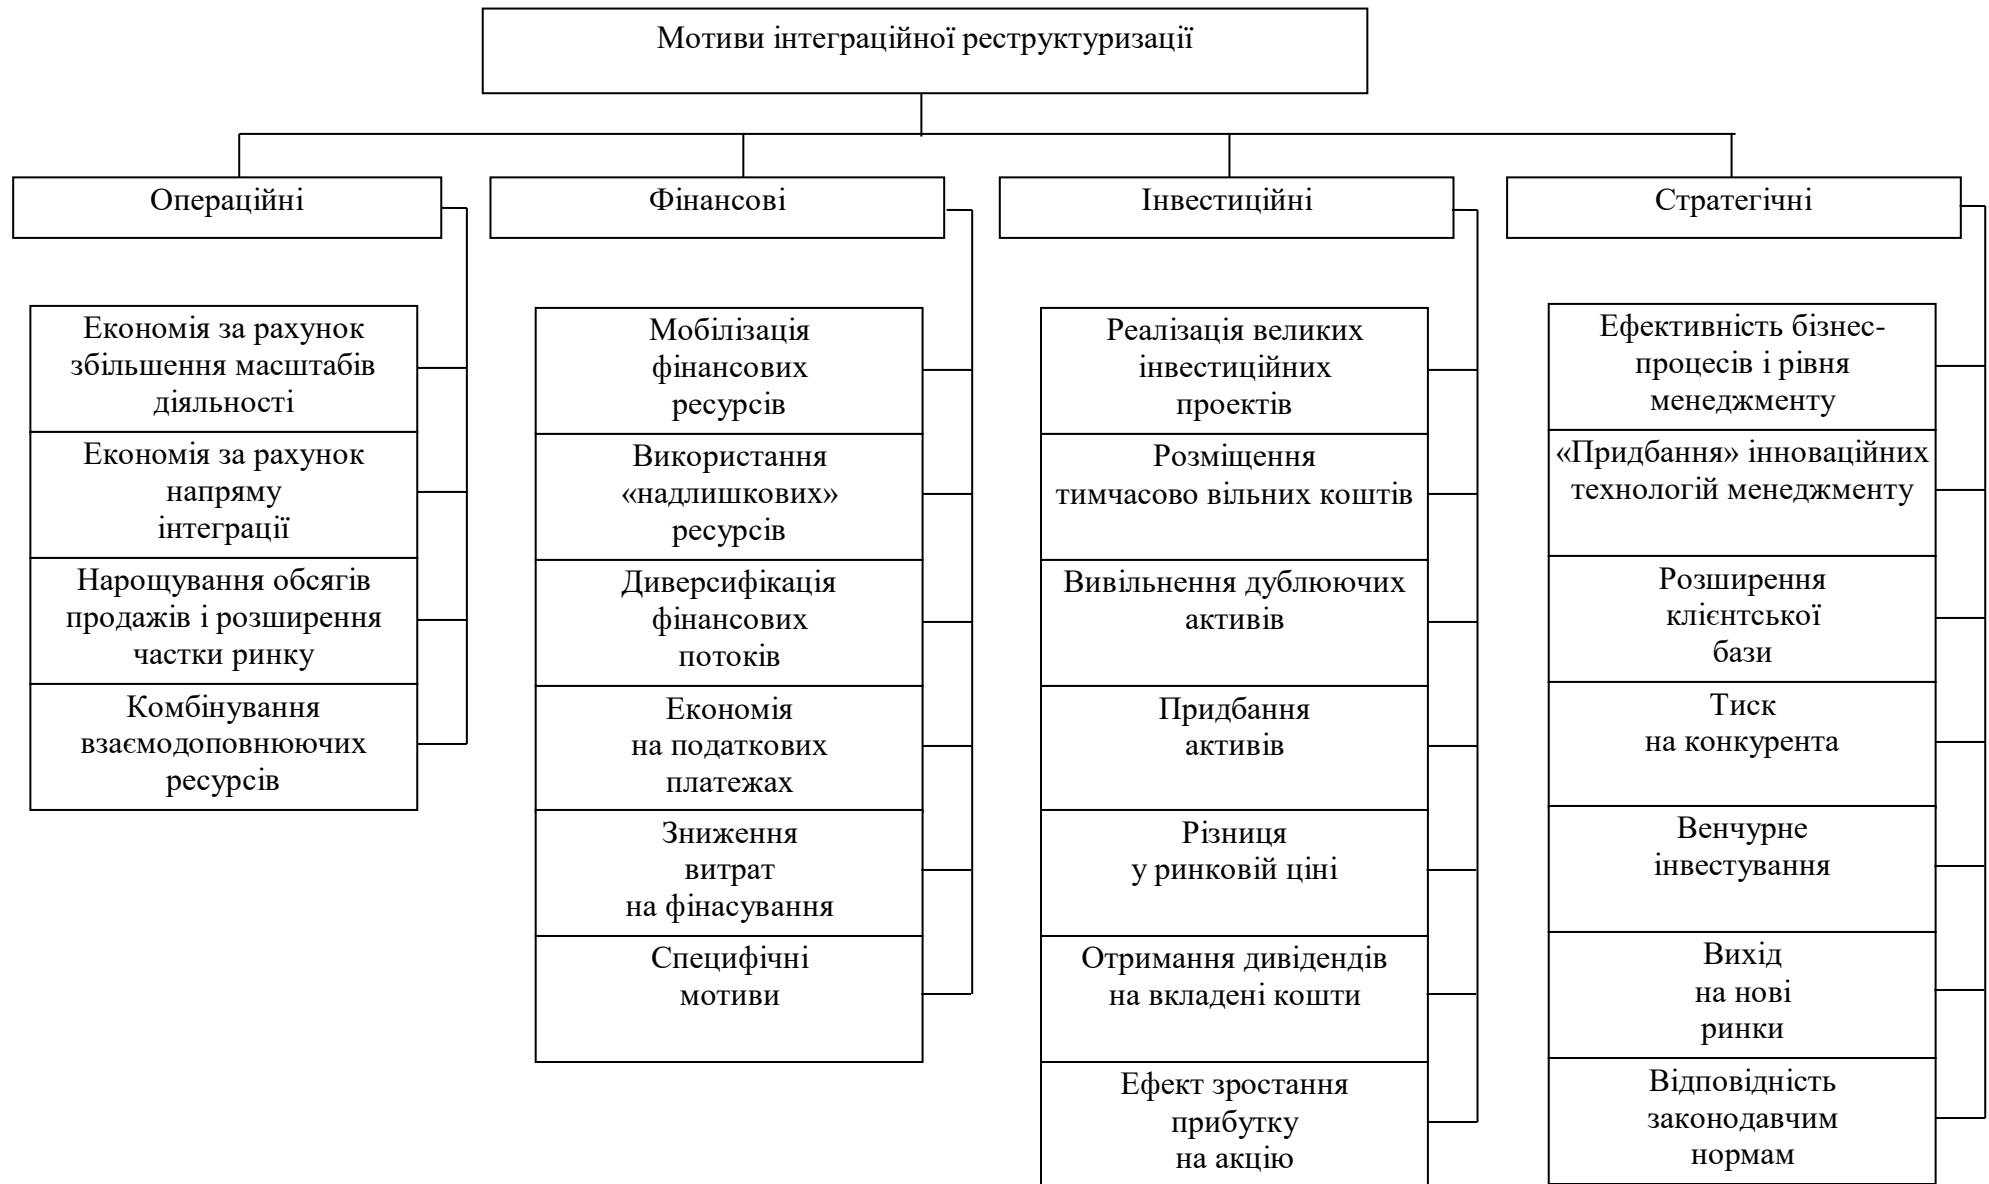 Мотиви інтеграційної реструктуризації
Операційні
Економія за рахунок
збільшення масштабів
діяльності
Економія за рахунок
напряму
інтеграції
Нарощування обсягів
продажів і розширення
частки ринку
Комбінування
взаємодоповнюючих
ресурсів
Фінансові
Мобілізація
фінансових
ресурсів
Використання
«надлишкових»
ресурсів
Диверсифікація
фінансових
потоків
Економія
на податкових
платежах
Зниження
витрат
на фінасування
Специфічні
мотиви
Інвестиційні
Реалізація великих
інвестиційних
проектів
Розміщення
тимчасово вільних коштів
Вивільнення дублюючих
активів
Придбання
активів
Різниця
у ринковій ціні
Отримання дивідендів
на вкладені кошти
Ефект зростання
прибутку
на акцію
Стратегічні
Ефективність бізнес-
процесів і рівня
менеджменту
«Придбання» інноваційних
технологій менеджменту
Розширення
клієнтської
бази
Тиск
на конкурента
Венчурне
інвестування
Вихід
на нові
ринки
Відповідність
законодавчим
нормам